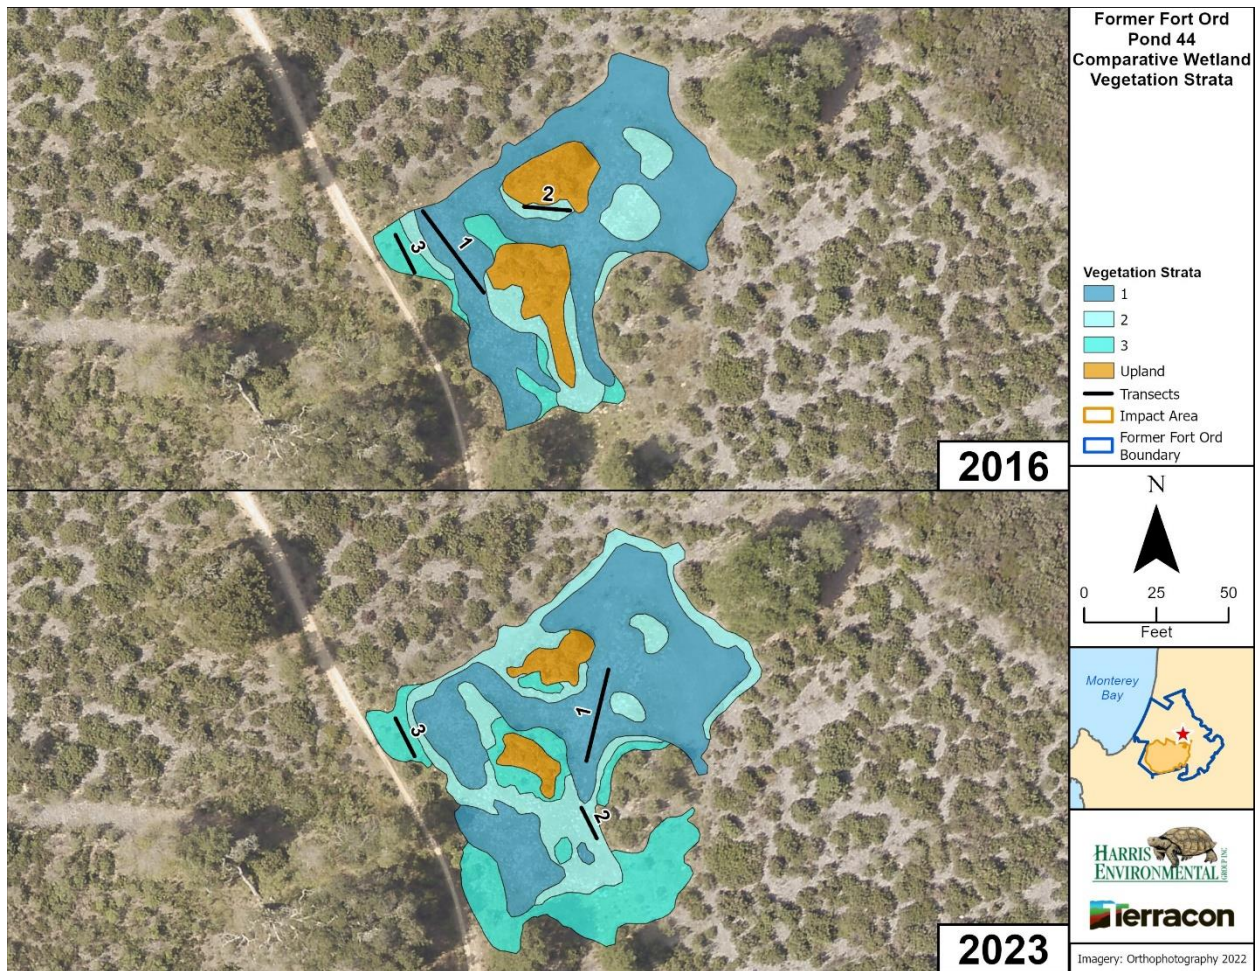 Former Fort Ord
Pond 44
Comparative Wetland
Vegetation Strata
Vegetation Strata
1
2
3
Upland
Transects
Impact Area
Former Fort Ord
Boundary
N
0 25 50
Feet
Monterey
Bay
HARRIS
ENVIRONMENTAL
GROUP INC
Terracon
Imagery: Orthophotography 2022
2
1
3
2016
1
3
2
2023